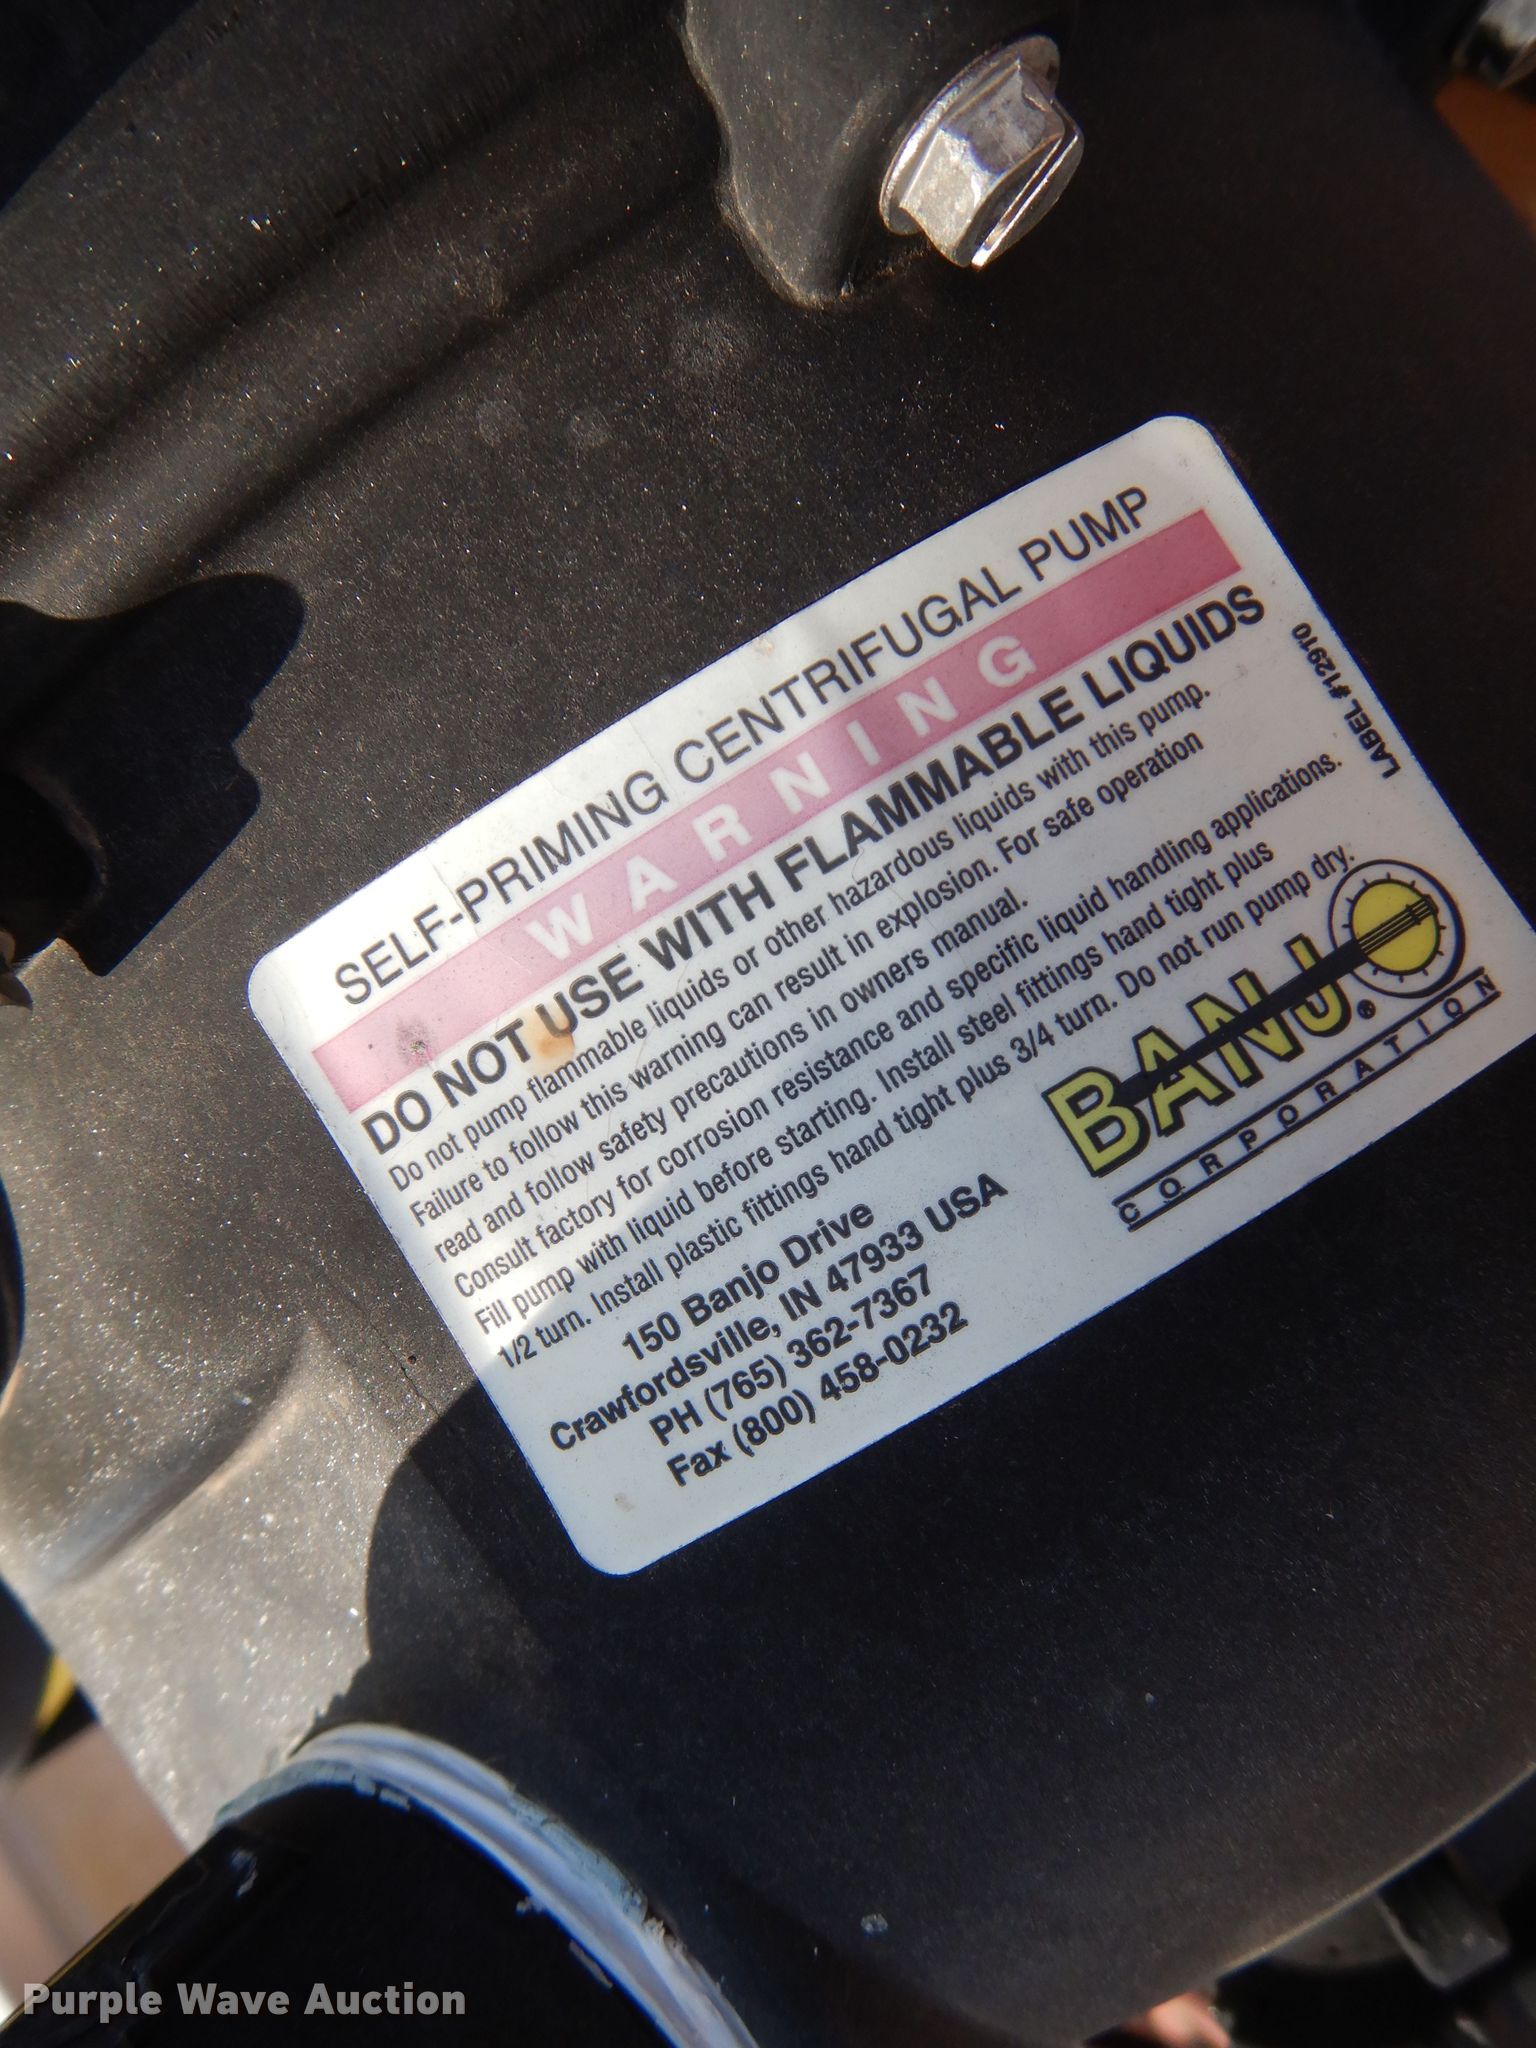 SELF-PRIMING CENTRIFUGAL PUMP
WARNING
DO NOT USE WITH FLAMMABLE LIQUIDS
Do not pump flammable liquids or other hazardous liquids with this pump.
Failure to follow this warning can result in explosion. For safe operation
read and follow safety precautions in owners manual.
Consult factory for corrosion resistance and specific liquid handling applications.
Fill pump with liquid before starting. Install steel fittings hand tight plus
1/2 turn. Install plastic fittings hand tight plus 3/4 turn. Do not run pump dry.
150 Banjo Drive
Crawfordsville, IN 47933 USA
PH (765) 362-7367
Fax (800) 458-0232
BANJO®
CORPORATION
LABEL #12910
Purple Wave Auction